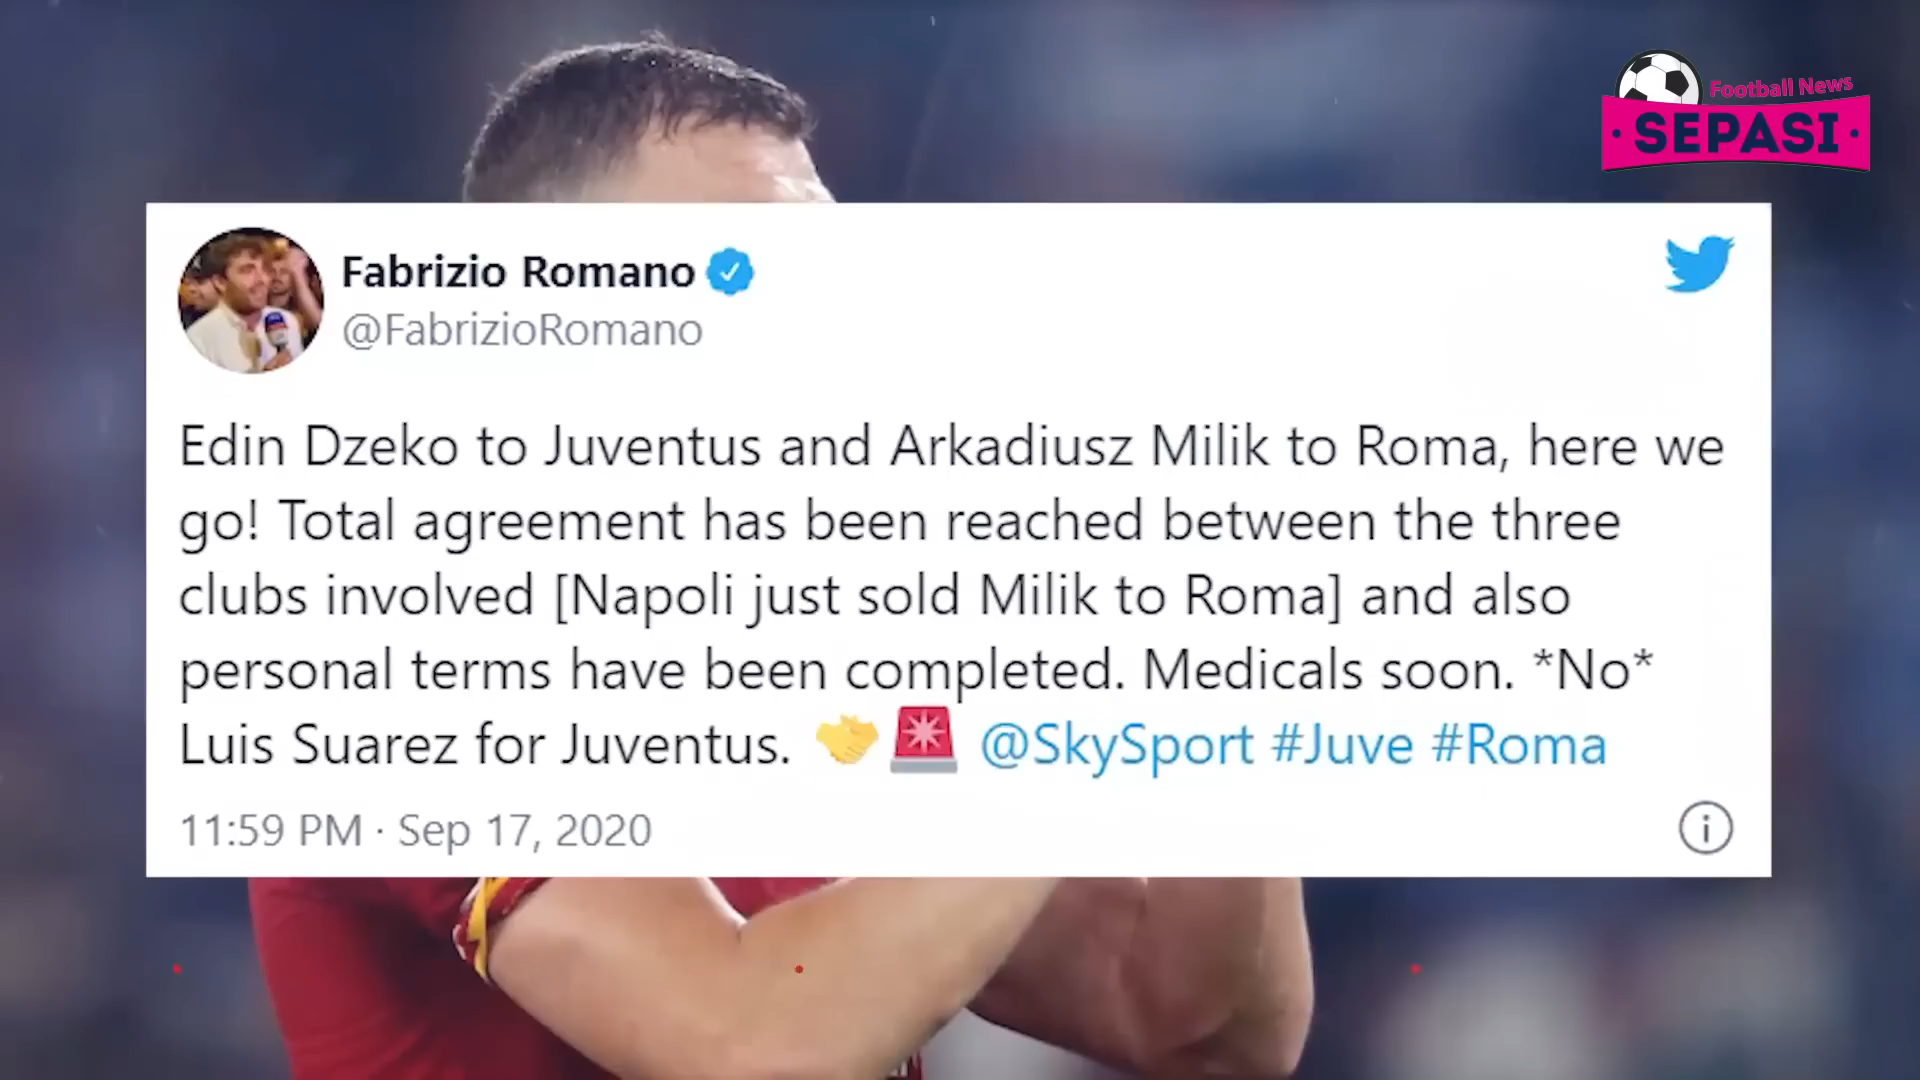 Football News
SEPASI
Fabrizio Romano
@FabrizioRomano
Edin Dzeko to Juventus and Arkadiusz Milik to Roma, here we
go! Total agreement has been reached between the three
clubs involved [Napoli just sold Milik to Roma] and also
personal terms have been completed. Medicals soon. *No*
Luis Suarez for Juventus. 🤝🚨 @SkySport #Juve #Roma
11:59 PM · Sep 17, 2020